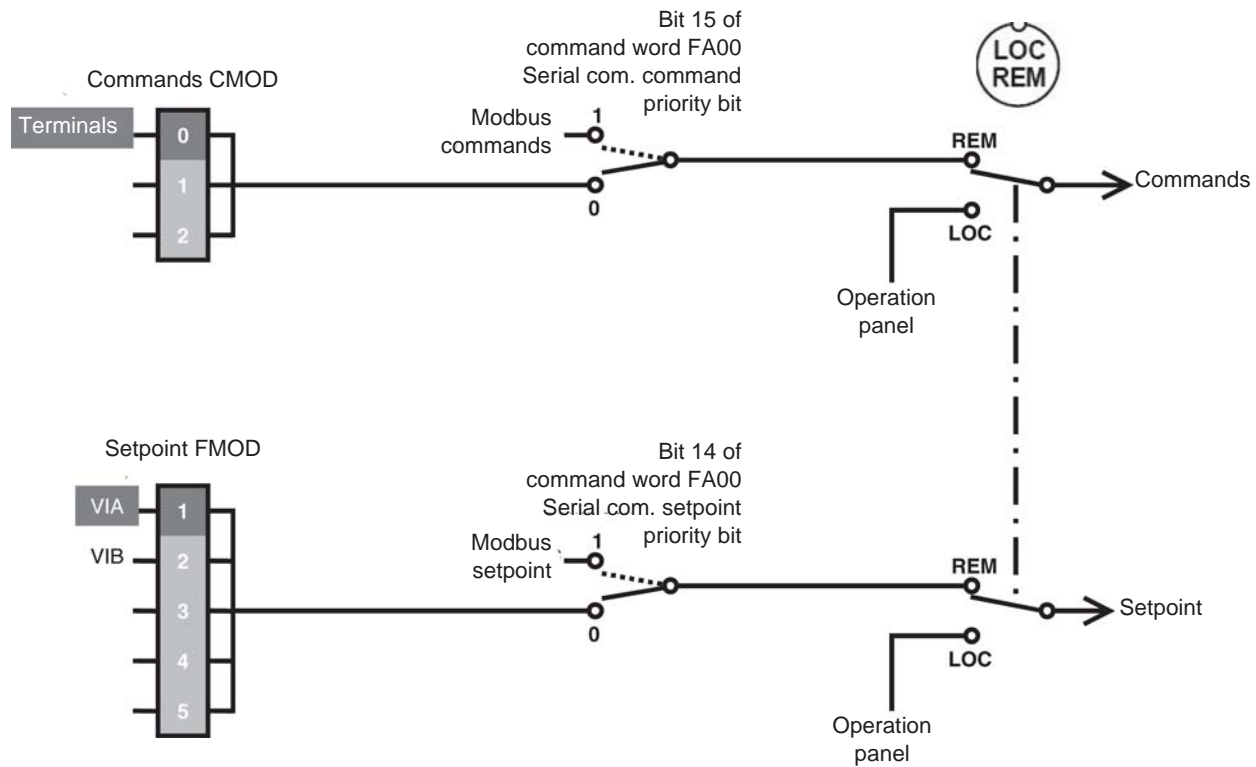 Bit 15 of
command word FA00
Serial com. command
priority bit
LOC
REM
Commands CMOD
Terminals
0
1
2
Modbus
commands
1
0
REM
LOC
Commands
Operation
panel
Setpoint FMOD
Bit 14 of
command word FA00
Serial com. setpoint
priority bit
VIA
VIB
1
2
3
4
5
Modbus
setpoint
1
0
REM
LOC
Setpoint
Operation
panel